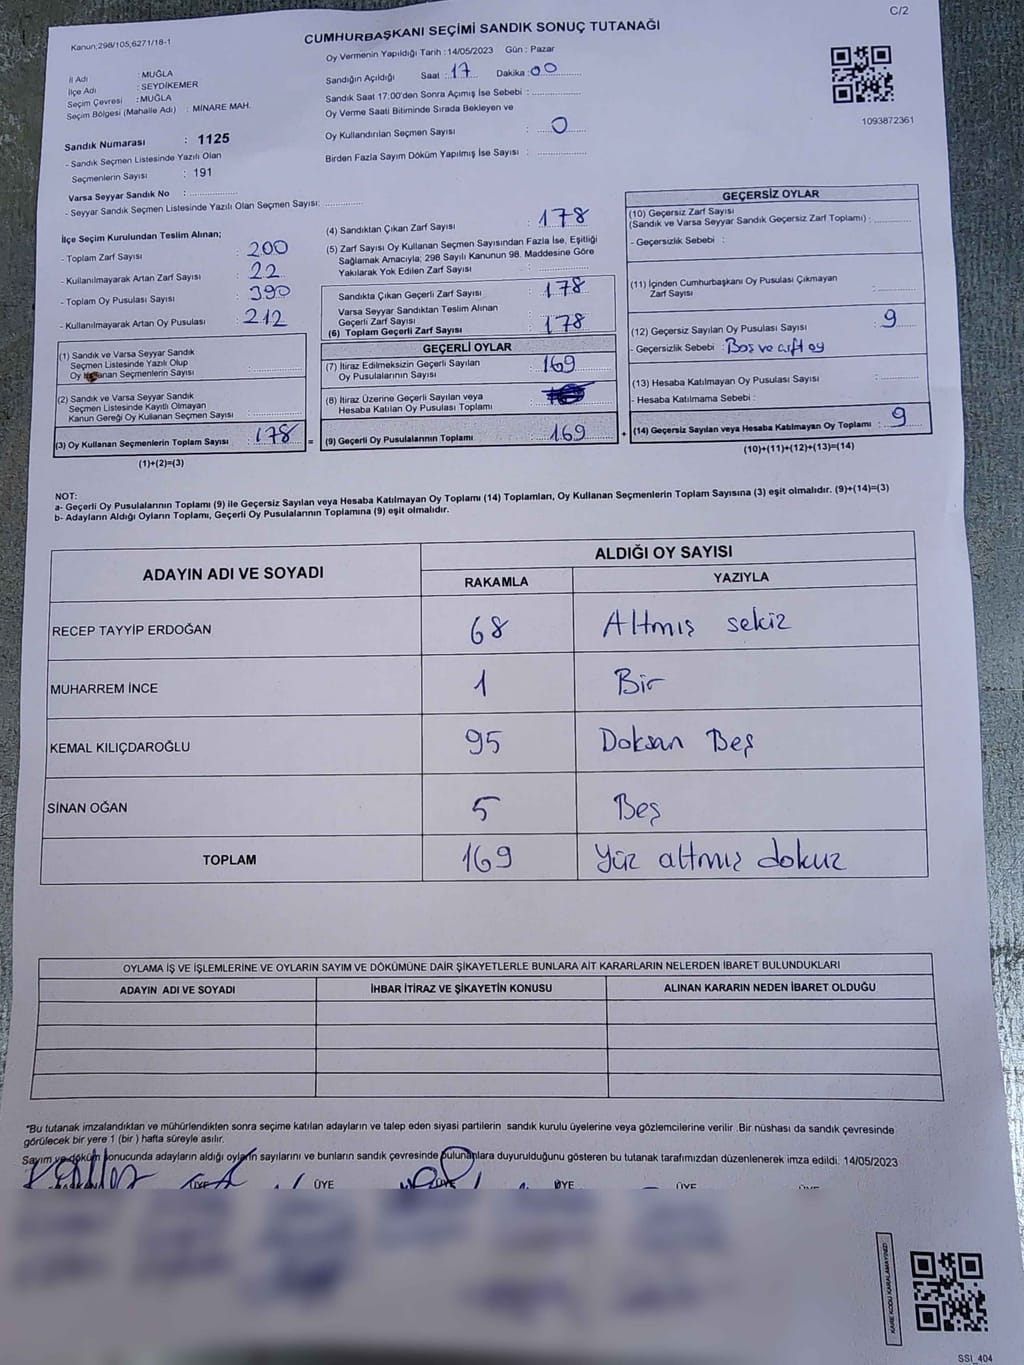 C/2
Kanun;298/105;6271/18-1
CUMHURBAŞKANI SEÇİMİ SANDIK SONUÇ TUTANAĞI
Oy Vermenin Yapıldığı Tarih : 14/05/2023 Gün : Pazar
İl Adı : MUĞLA
İlçe Adı : SEYDİKEMER
Seçim Çevresi : MUĞLA
Seçim Bölgesi (Mahalle Adı) : MİNARE MAH.
Sandığın Açıldığı Saat : 17 Dakika : 00
Sandık Saat 17:00'den Sonra Açımış İse Sebebi :
Oy Verme Saati Bitiminde Sırada Bekleyen ve
Oy Kullandırılan Seçmen Sayısı : 0
Birden Fazla Sayım Döküm Yapılmış İse Sayısı :
1093872361
Sandık Numarası : 1125
- Sandık Seçmen Listesinde Yazılı Olan
Seçmenlerin Sayısı : 191
Varsa Seyyar Sandık No :
- Seyyar Sandık Seçmen Listesinde Yazılı Olan Seçmen Sayısı:
İlçe Seçim Kurulundan Teslim Alınan;
- Toplam Zarf Sayısı : 200
- Kullanılmayarak Artan Zarf Sayısı : 22
- Toplam Oy Pusulası Sayısı : 390
- Kullanılmayarak Artan Oy Pusulası : 212
(1) Sandık ve Varsa Seyyar Sandık
Seçmen Listesinde Yazılı Olup
Oy Kullanan Seçmenlerin Sayısı :
(2) Sandık ve Varsa Seyyar Sandık
Seçmen Listesinde Kayıtlı Olmayan
Kanun Gereği Oy Kullanan Seçmen Sayısı :
(3) Oy Kullanan Seçmenlerin Toplam Sayısı : 178 =
(1)+(2)=(3)
(4) Sandıktan Çıkan Zarf Sayısı : 178
(5) Zarf Sayısı Oy Kullanan Seçmen Sayısından Fazla İse, Eşitliği
Sağlamak Amacıyla; 298 Sayılı Kanunun 98. Maddesine Göre
Yakılarak Yok Edilen Zarf Sayısı :
Sandıkta Çıkan Geçerli Zarf Sayısı : 178
Varsa Seyyar Sandıktan Teslim Alınan
Geçerli Zarf Sayısı :
(6) Toplam Geçerli Zarf Sayısı : 178
GEÇERLİ OYLAR
(7) İtiraz Edilmeksizin Geçerli Sayılan
Oy Pusulalarının Sayısı : 169
(8) İtiraz Üzerine Geçerli Sayılan veya
Hesaba Katılan Oy Pusulası Toplamı :
(9) Geçerli Oy Pusulalarının Toplamı : 169 +
GEÇERSİZ OYLAR
(10) Geçersiz Zarf Sayısı
(Sandık ve Varsa Seyyar Sandık Geçersiz Zarf Toplamı) :
- Geçersizlik Sebebi :
(11) İçinden Cumhurbaşkanı Oy Pusulası Çıkmayan
Zarf Sayısı :
(12) Geçersiz Sayılan Oy Pusulası Sayısı : 9
- Geçersizlik Sebebi : Boş ve çift oy
(13) Hesaba Katılmayan Oy Pusulası Sayısı :
- Hesaba Katılmama Sebebi :
(14) Geçersiz Sayılan veya Hesaba Katılmayan Oy Toplamı : 9
(10)+(11)+(12)+(13)=(14)
NOT:
a- Geçerli Oy Pusulalarının Toplamı (9) ile Geçersiz Sayılan veya Hesaba Katılmayan Oy Toplamı (14) Toplamları, Oy Kullanan Seçmenlerin Toplam Sayısına (3) eşit olmalıdır. (9)+(14)=(3)
b- Adayların Aldığı Oyların Toplamı, Geçerli Oy Pusulalarının Toplamına (9) eşit olmalıdır.
ADAYIN ADI VE SOYADI ALDIĞI OY SAYISI
RAKAMLA YAZIYLA
RECEP TAYYİP ERDOĞAN 68 Altmış sekiz
MUHARREM İNCE 1 Bir
KEMAL KILIÇDAROĞLU 95 Doksan Beş
SİNAN OĞAN 5 Beş
TOPLAM 169 Yüz altmış dokuz
OYLAMA İŞ VE İŞLEMLERİNE VE OYLARIN SAYIM VE DÖKÜMÜNE DAİR ŞİKAYETLERLE BUNLARA AİT KARARLARIN NELERDEN İBARET BULUNDUKLARI
ADAYIN ADI VE SOYADI İHBAR İTİRAZ VE ŞİKAYETİN KONUSU ALINAN KARARIN NEDEN İBARET OLDUĞU
"Bu tutanak imzalandıktan ve mühürlendikten sonra seçime katılan adayların ve talep eden siyasi partilerin sandık kurulu üyelerine veya gözlemcilerine verilir .Bir nüshası da sandık çevresinde
görülecek bir yere 1 (bir ) hafta süreyle asılır.
Sayım ve döküm sonucunda adayların aldığı oyların sayılarını ve bunların sandık çevresinde bulunanlara duyurulduğunu gösteren bu tutanak tarafımızdan düzenlenerek imza edildi. 14/05/2023
BAŞKAN ÜYE ÜYE ÜYE ÜYE ÜYE ÜYE
KARE KODU KARALAMAYINIZ!
SSI_404